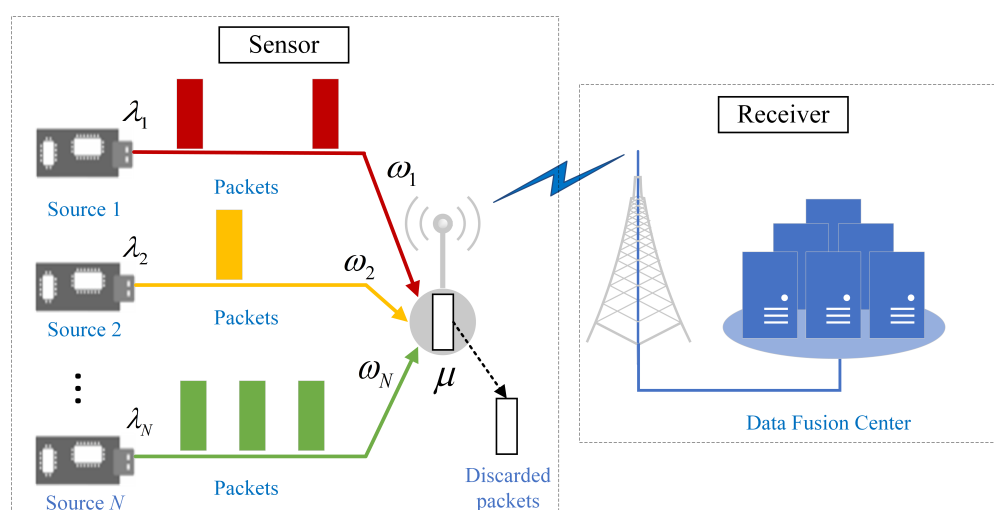 Sensor
λ1
Packets
Source 1
ω1
λ2
Packets
Source 2
ω2
...
λN
Packets
Source N
ωN
μ
Discarded
packets
Receiver
Data Fusion Center